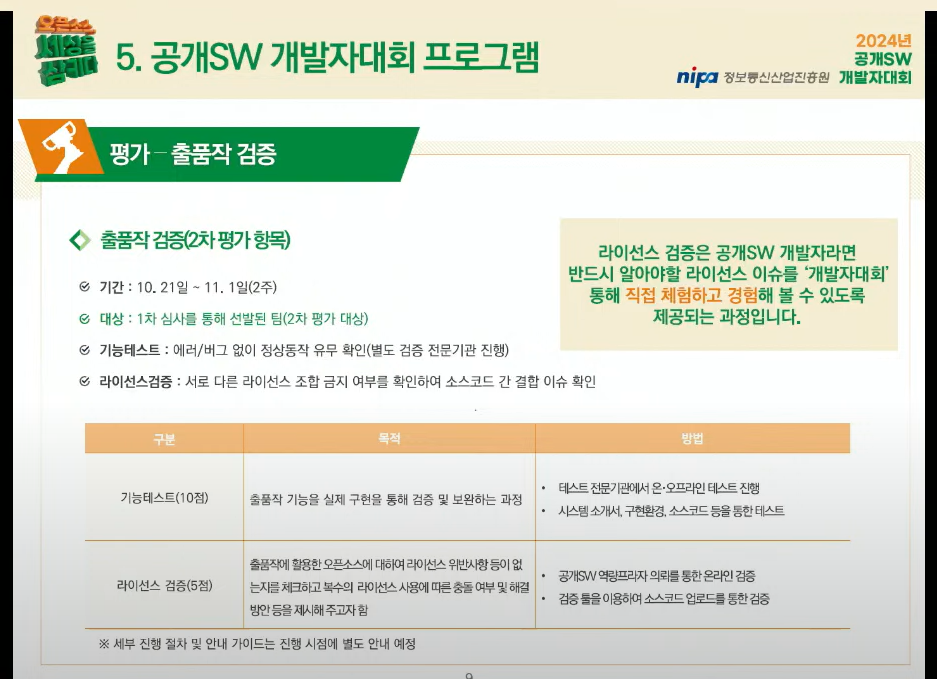 오픈소스
세상을
살리다
5. 공개SW 개발자대회 프로그램
nipa 정보통신산업진흥원
2024년
공개SW
개발자대회
평가 – 출품작 검증
출품작 검증(2차 평가 항목)
기간 : 10. 21일 ~ 11. 1일(2주)
대상 : 1차 심사를 통해 선발된 팀(2차 평가 대상)
기능테스트 : 에러/버그 없이 정상동작 유무 확인(별도 검증 전문기관 진행)
라이선스검증 : 서로 다른 라이선스 조합 금지 여부를 확인하여 소스코드 간 결합 이슈 확인
라이선스 검증은 공개SW 개발자라면
반드시 알아야할 라이선스 이슈를 ‘개발자대회’
통해 직접 체험하고 경험해 볼 수 있도록
제공되는 과정입니다.
구분 목적 방법
기능테스트(10점)
출품작 기능을 실제 구현을 통해 검증 및 보완하는 과정
• 테스트 전문기관에서 온·오프라인 테스트 진행
• 시스템 소개서, 구현환경, 소스코드 등을 통한 테스트
라이선스 검증(5점)
출품작에 활용한 오픈소스에 대하여 라이선스 위반사항 등이 없
는지를 체크하고 복수의 라이선스 사용에 따른 충돌 여부 및 해결
방안 등을 제시해 주고자 함
• 공개SW 역량프라자 의뢰를 통한 온라인 검증
• 검증 툴을 이용하여 소스코드 업로드를 통한 검증
※ 세부 진행 절차 및 안내 가이드는 진행 시점에 별도 안내 예정